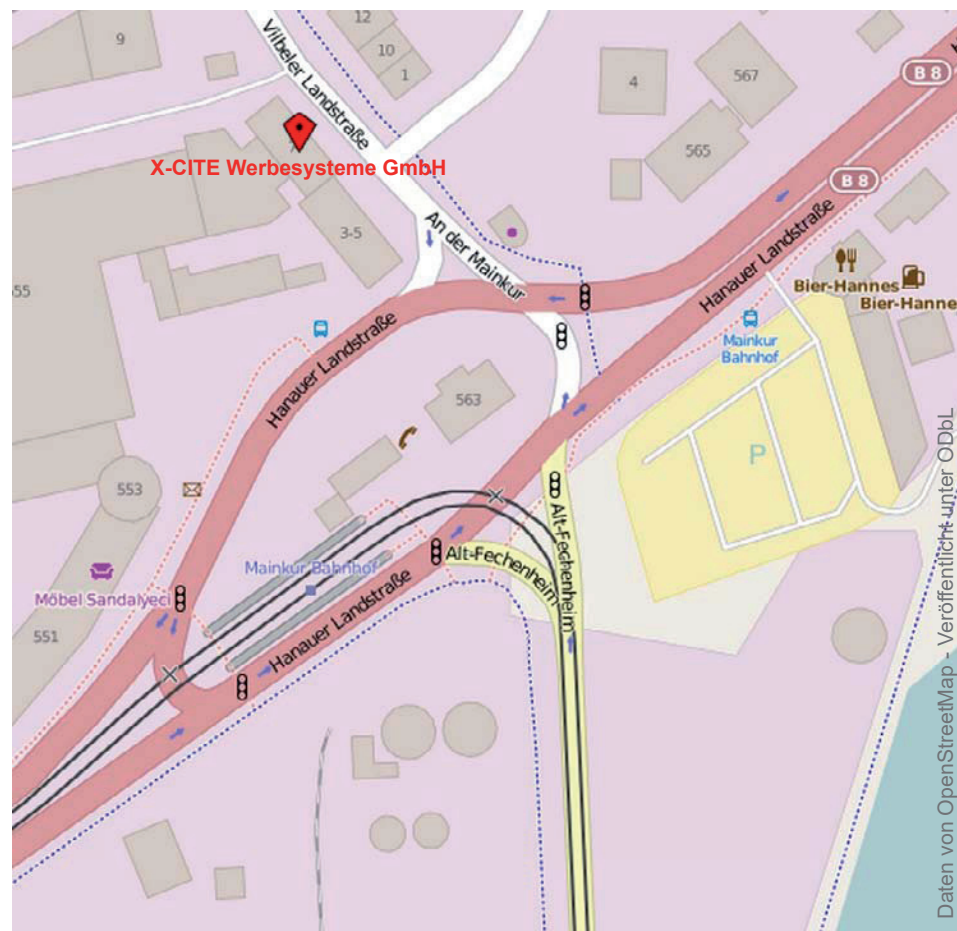 12
9
10
1
Vilbeler Landstraße
4
567
B 8
565
B 8
X-CITE Werbesysteme GmbH
3-5
An der Mainkur
Hanauer Landstraße
Bier-Hannes
Bier-Hanne
55
Hanauer Landstraße
Mainkur
Bahnhof
563
P
553
Alt-Fechenheim
Alt-Fechenheim
Mainkur Bahnhof
Möbel Sandalyeci
Hanauer Landstraße
551
Daten von OpenStreetMap - Veröffentlicht unter ODbL